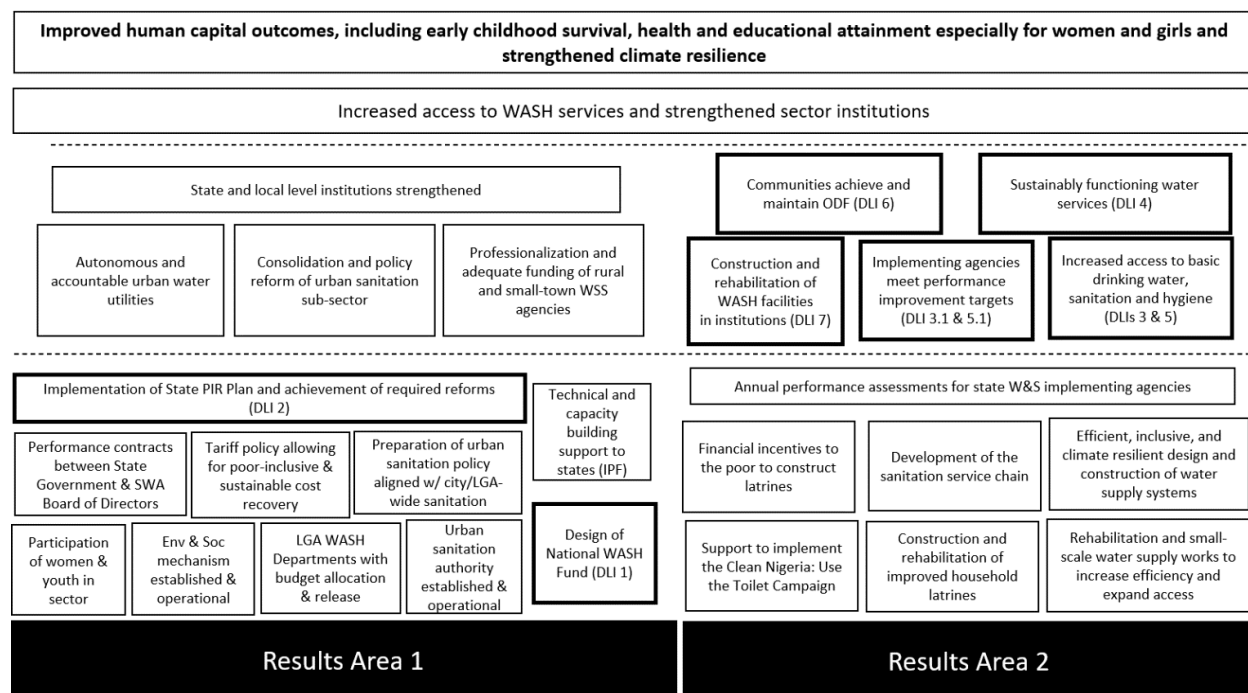 Improved human capital outcomes, including early childhood survival, health and educational attainment especially for women and girls and
strengthened climate resilience
Increased access to WASH services and strengthened sector institutions
State and local level institutions strengthened
Autonomous and
accountable urban water
utilities
Consolidation and policy
reform of urban sanitation
sub-sector
Professionalization and
adequate funding of rural
and small-town WSS
agencies
Communities achieve and
maintain ODF (DLI 6)
Sustainably functioning water
services (DLI 4)
Construction and
rehabilitation of
WASH facilities
in institutions (DLI 7)
Implementing agencies
meet performance
improvement targets
(DLI 3.1 & 5.1)
Increased access to basic
drinking water,
sanitation and hygiene
(DLIs 3 & 5)
Implementation of State PIR Plan and achievement of required reforms
(DLI 2)
Technical and
capacity
building
support to
states (IPF)
Performance contracts
between State
Government & SWA
Board of Directors
Tariff policy allowing
for poor-inclusive &
sustainable cost
recovery
Preparation of urban
sanitation policy
aligned w/ city/LGA-
wide sanitation
Participation
of women &
youth in
sector
Env & Soc
mechanism
established &
operational
LGA WASH
Departments with
budget allocation
& release
Urban
sanitation
authority
established &
operational
Design of
National WASH
Fund (DLI 1)
Annual performance assessments for state W&S implementing agencies
Financial incentives to
the poor to construct
latrines
Development of the
sanitation service chain
Efficient, inclusive, and
climate resilient design and
construction of water
supply systems
Support to implement
the Clean Nigeria: Use
the Toilet Campaign
Construction and
rehabilitation of
improved household
latrines
Rehabilitation and small-
scale water supply works to
increase efficiency and
expand access
Results Area 1
Results Area 2